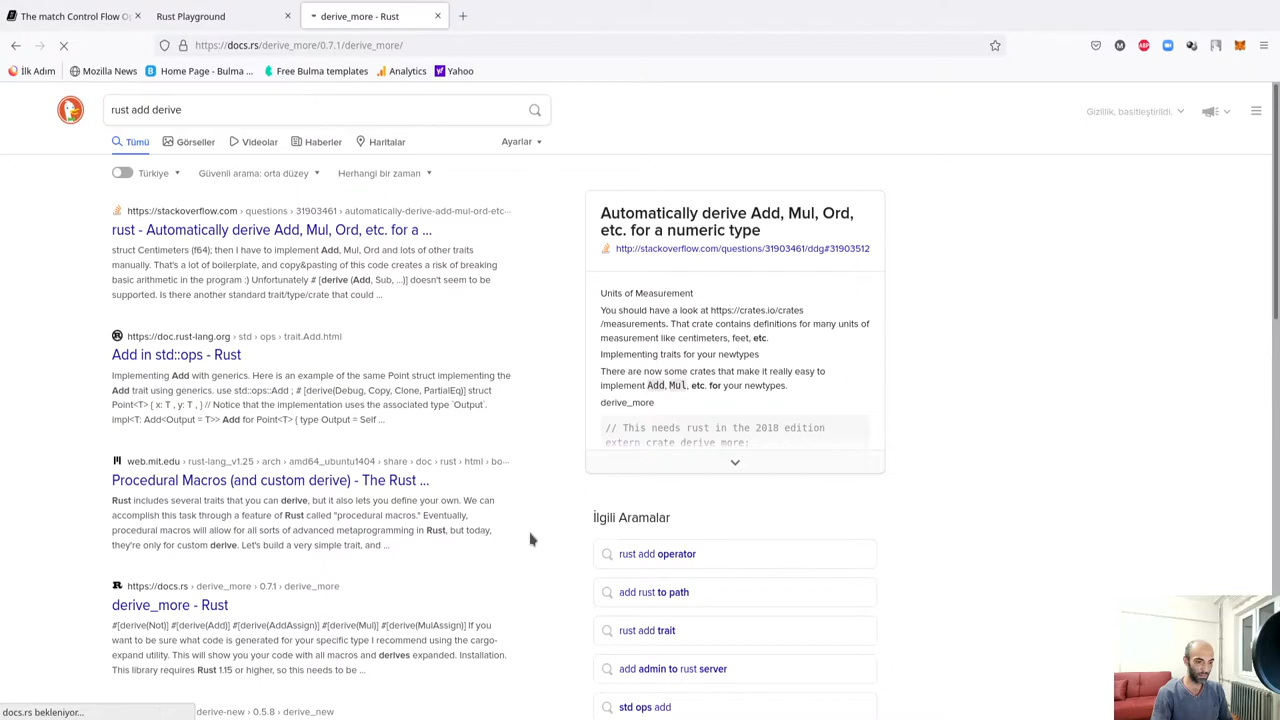 The match Control Flow Op
Rust Playground
derive_more - Rust
https://docs.rs/derive_more/0.7.1/derive_more/
İlk Adım
Mozilla News
Home Page - Bulma ...
Free Bulma templates
Analytics
Yahoo
rust add derive
Gizlilik, basitleştirildi.
Tümü
Görseller
Videolar
Haberler
Haritalar
Ayarlar
Türkiye
Güvenli arama: orta düzey
Herhangi bir zaman
https://stackoverflow.com › questions › 31903461 › automatically-derive-add-mul-ord-etc...
rust - Automatically derive Add, Mul, Ord, etc. for a ...
struct Centimeters (f64); then I have to implement Add, Mul, Ord and lots of other traits
manually. That's a lot of boilerplate, and copy&pasting of this code creates a risk of breaking
basic arithmetic in the program :) Unfortunately # [derive (Add, Sub, ...)] doesn't seem to be
supported. Is there another standard trait/type/crate that could ...
https://doc.rust-lang.org › std › ops › trait.Add.html
Add in std::ops - Rust
Implementing Add with generics. Here is an example of the same Point struct implementing the
Add trait using generics. use std::ops::Add ; # [derive(Debug, Copy, Clone, PartialEq)] struct
Point<T> { x: T , y: T , } // Notice that the implementation uses the associated type `Output`.
impl<T: Add<Output = T>> Add for Point<T> { type Output = Self ...
web.mit.edu › rust-lang_v1.25 › arch › amd64_ubuntu1404 › share › doc › rust › html › bo...
Procedural Macros (and custom derive) - The Rust ...
Rust includes several traits that you can derive, but it also lets you define your own. We can
accomplish this task through a feature of Rust called "procedural macros." Eventually,
procedural macros will allow for all sorts of advanced metaprogramming in Rust, but today,
they're only for custom derive. Let's build a very simple trait, and ...
https://docs.rs › derive_more › 0.7.1 › derive_more
derive_more - Rust
#[derive(Not)] #[derive(Add)] #[derive(AddAssign)] #[derive(Mul)] #[derive(MulAssign)] If you
want to be sure what code is generated for your specific type I recommend using the cargo-
expand utility. This will show you your code with all macros and derives expanded. Installation.
This library requires Rust 1.15 or higher, so this needs to be ...
derive-new › 0.5.8 › derive_new
docs.rs bekleniyor...
Automatically derive Add, Mul, Ord,
etc. for a numeric type
http://stackoverflow.com/questions/31903461/ddg#31903512
Units of Measurement
You should have a look at https://crates.io/crates
/measurements. That crate contains definitions for many units of
measurement like centimeters, feet, etc.
Implementing traits for your newtypes
There are now some crates that make it really easy to
implement Add, Mul, etc. for your newtypes.
derive_more
// This needs rust in the 2018 edition
extern crate derive_more;
İlgili Aramalar
rust add operator
add rust to path
rust add trait
add admin to rust server
std ops add